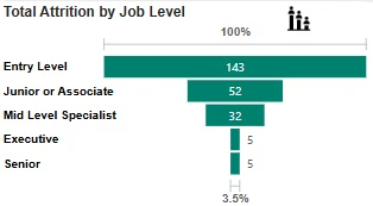 Total Attrition by Job Level
100%
Entry Level 143
Junior or Associate 52
Mid Level Specialist 32
Executive 5
Senior 5
3.5%